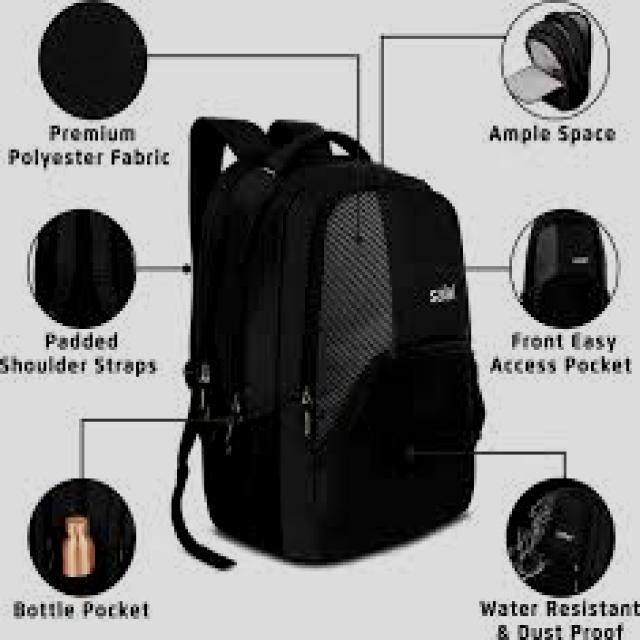 Premium
Polyester Fabric
Ample Space
Padded
Shoulder Straps
Front Easy
Access Pocket
Bottle Pocket
Water Resistant
& Dust Proof